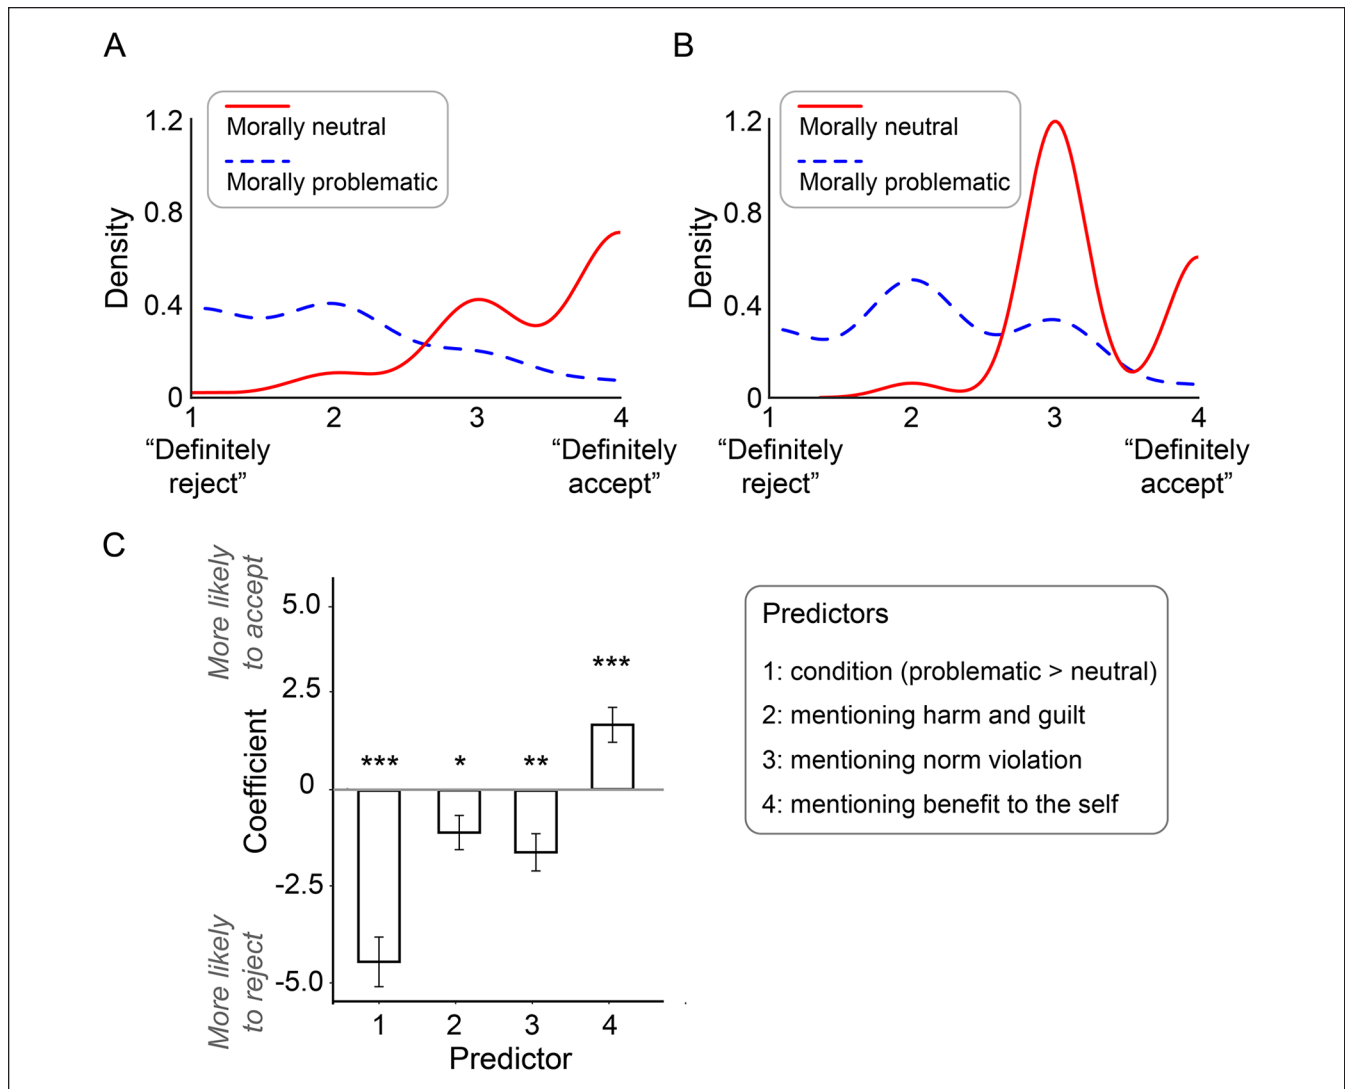 A
Morally neutral
Morally problematic
Density
1.2
0.8
0.4
0
1 2 3 4
“Definitely reject”
“Definitely accept”
B
Morally neutral
Morally problematic
Density
1.2
0.8
0.4
0
1 2 3 4
“Definitely reject”
“Definitely accept”
C
More likely
to accept
Coefficient
More likely
to reject
5.0
2.5
0
-2.5
-5.0
*** * ** ***
1 2 3 4
Predictor
Predictors
1: condition (problematic > neutral)
2: mentioning harm and guilt
3: mentioning norm violation
4: mentioning benefit to the self